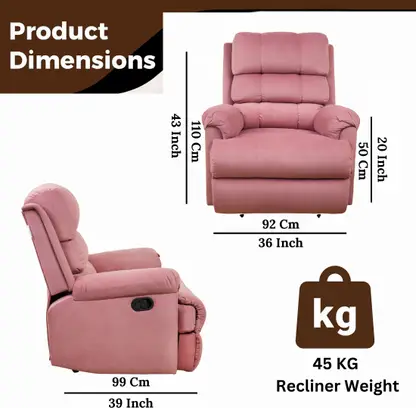 Product
Dimensions
43 Inch
110 Cm
50 Cm
20 Inch
92 Cm
36 Inch
99 Cm
39 Inch
kg
45 KG
Recliner Weight